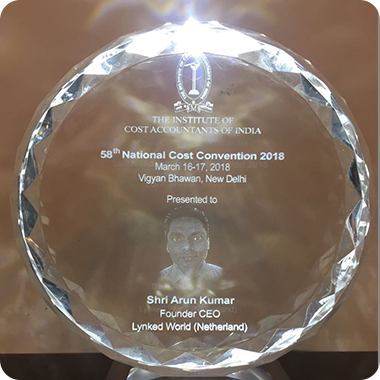 THE INSTITUTE OF
COST ACCOUNTANTS OF INDIA
58th National Cost Convention 2018
March 16-17, 2018
Vigyan Bhawan, New Delhi
Presented to
Shri Arun Kumar
Founder CEO
Lynked World (Netherland)